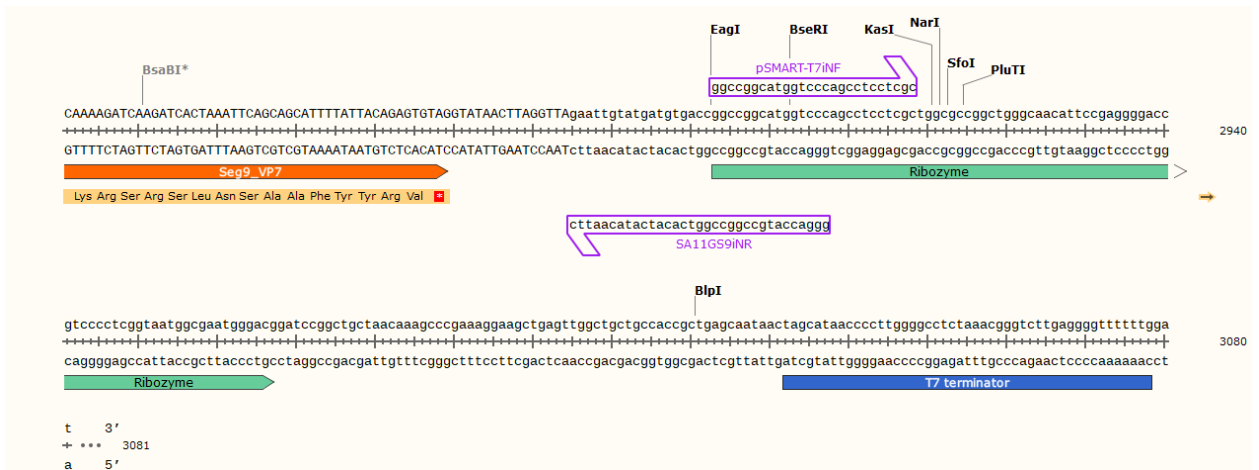 EagI BseRI KasI NarI
BsaBI* pSMART-T7iNF SfoI PluTI
ggccggcatggtcccagcctcctcgc
CAAAAGATCAAGATCACTAAATTCAGCAGCATTTTATTACAGAGTGTAGGTATAACTTAGGTTAgaattgtatgatgtgaccggccggcatggtcccagcctcctcgctggcgccggctgggcaacattccgaggggacc
2940
GTTTTCTAGTTCTAGTGATTTAAGTCGTCGTAAAATAATGTCTCACATCCATATTGAATCCAATcttaacatactacactggccggccgtaccagggtcggaggagcgaccgcggccgacccgttgtaaggctcccctgg
Seg9_VP7 Ribozyme
Lys Arg Ser Arg Ser Leu Asn Ser Ala Ala Phe Tyr Tyr Arg Val *
cttaacatactacactggccggccgtaccaggg
SA11GS9iNR
BlpI
gtcccctcggtaatggcgaatgggacggatccggctgctaacaaagcccgaaaggaagctgagttggctgctgccaccgctgagcaataactagcataaccccttggggcctctaaacgggtcttgaggggttttttgga
3080
caggggagccattaccgcttaccctgcctaggccgacgattgtttcgggctttccttcgactcaaccgacgacggtggcgactcgttattgatcgtattggggaaccccggagatttgcccagaactccccaaaaaacct
Ribozyme T7 terminator
t 3’
3081
a 5’